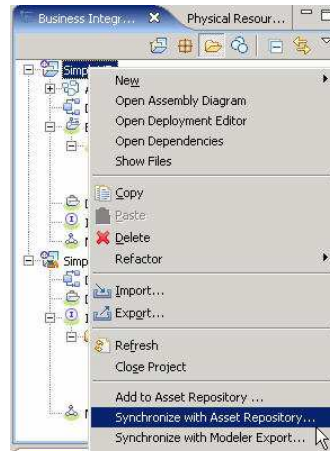 Business Integr...
Physical Resour...
Simpl
New
Open Assembly Diagram
Open Deployment Editor
Open Dependencies
Show Files
Copy
Paste
Delete
Refactor
Import...
Export...
Simp
Refresh
Close Project
Add to Asset Repository ...
Synchronize with Asset Repository...
Synchronize with Modeler Export...